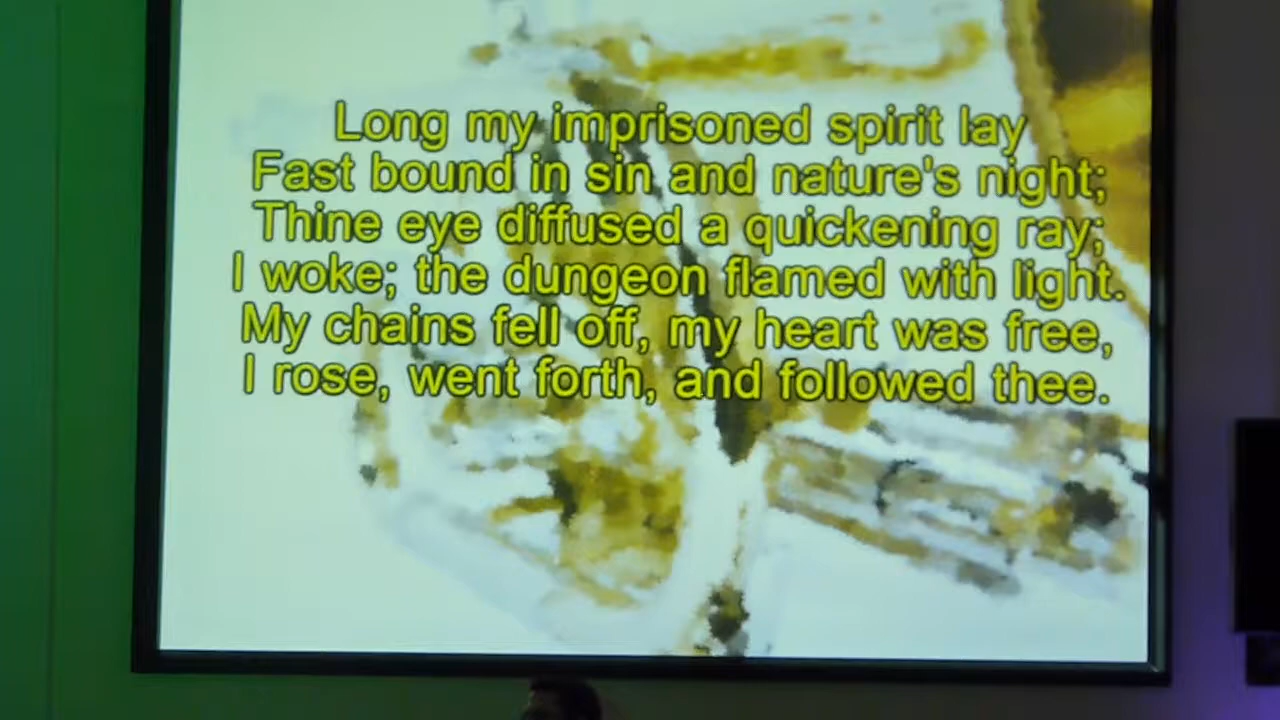 Long my imprisoned spirit lay
Fast bound in sin and nature's night;
Thine eye diffused a quickening ray;
I woke; the dungeon flamed with light.
My chains fell off, my heart was free,
I rose, went forth, and followed thee.